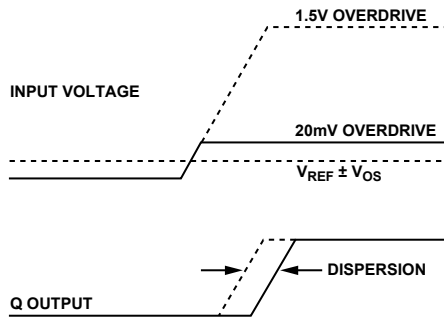 1.5V OVERDRIVE
INPUT VOLTAGE
20mV OVERDRIVE
VREF ± VOS
DISPERSION
Q OUTPUT